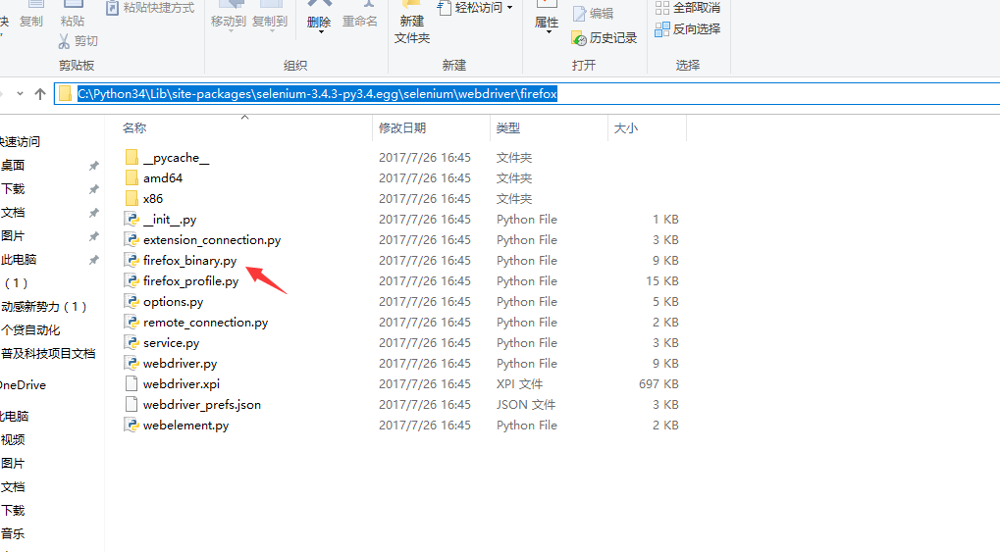 复制
粘贴
粘贴快捷方式
剪切
剪贴板
移动到
复制到
删除
重命名
组织
新建
文件夹
轻松访问
新建
属性
编辑
历史记录
打开
全部取消
反向选择
选择
C:\Python34\Lib\site-packages\selenium-3.4.3-py3.4.egg\selenium\webdriver\firefox
名称 修改日期 类型 大小
__pycache__ 2017/7/26 16:45 文件夹
amd64 2017/7/26 16:45 文件夹
x86 2017/7/26 16:45 文件夹
__init__.py 2017/7/26 16:45 Python File 1 KB
extension_connection.py 2017/7/26 16:45 Python File 3 KB
firefox_binary.py 2017/7/26 16:45 Python File 9 KB
firefox_profile.py 2017/7/26 16:45 Python File 15 KB
options.py 2017/7/26 16:45 Python File 5 KB
remote_connection.py 2017/7/26 16:45 Python File 2 KB
service.py 2017/7/26 16:45 Python File 3 KB
webdriver.py 2017/7/26 16:45 Python File 9 KB
webdriver.xpi 2017/7/26 16:45 XPI 文件 697 KB
webdriver_prefs.json 2017/7/26 16:45 JSON 文件 3 KB
webelement.py 2017/7/26 16:45 Python File 2 KB
快速访问
桌面
下载
文档
图片
此电脑
（1）
动感新势力（1）
个贷自动化
普及科技项目文档
OneDrive
此电脑
视频
图片
文档
下载
音乐